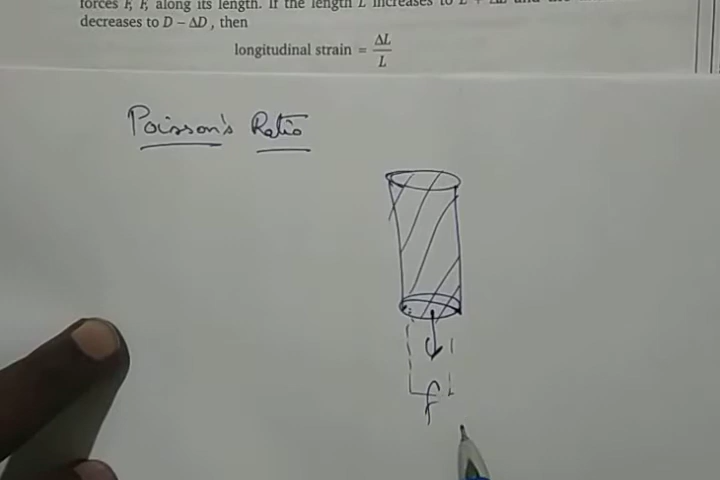 forces F, F, along its length. If the length L increases to L + ΔL and
decreases to D – ΔD, then
longitudinal strain = ΔL/L
Poisson's Ratio
f